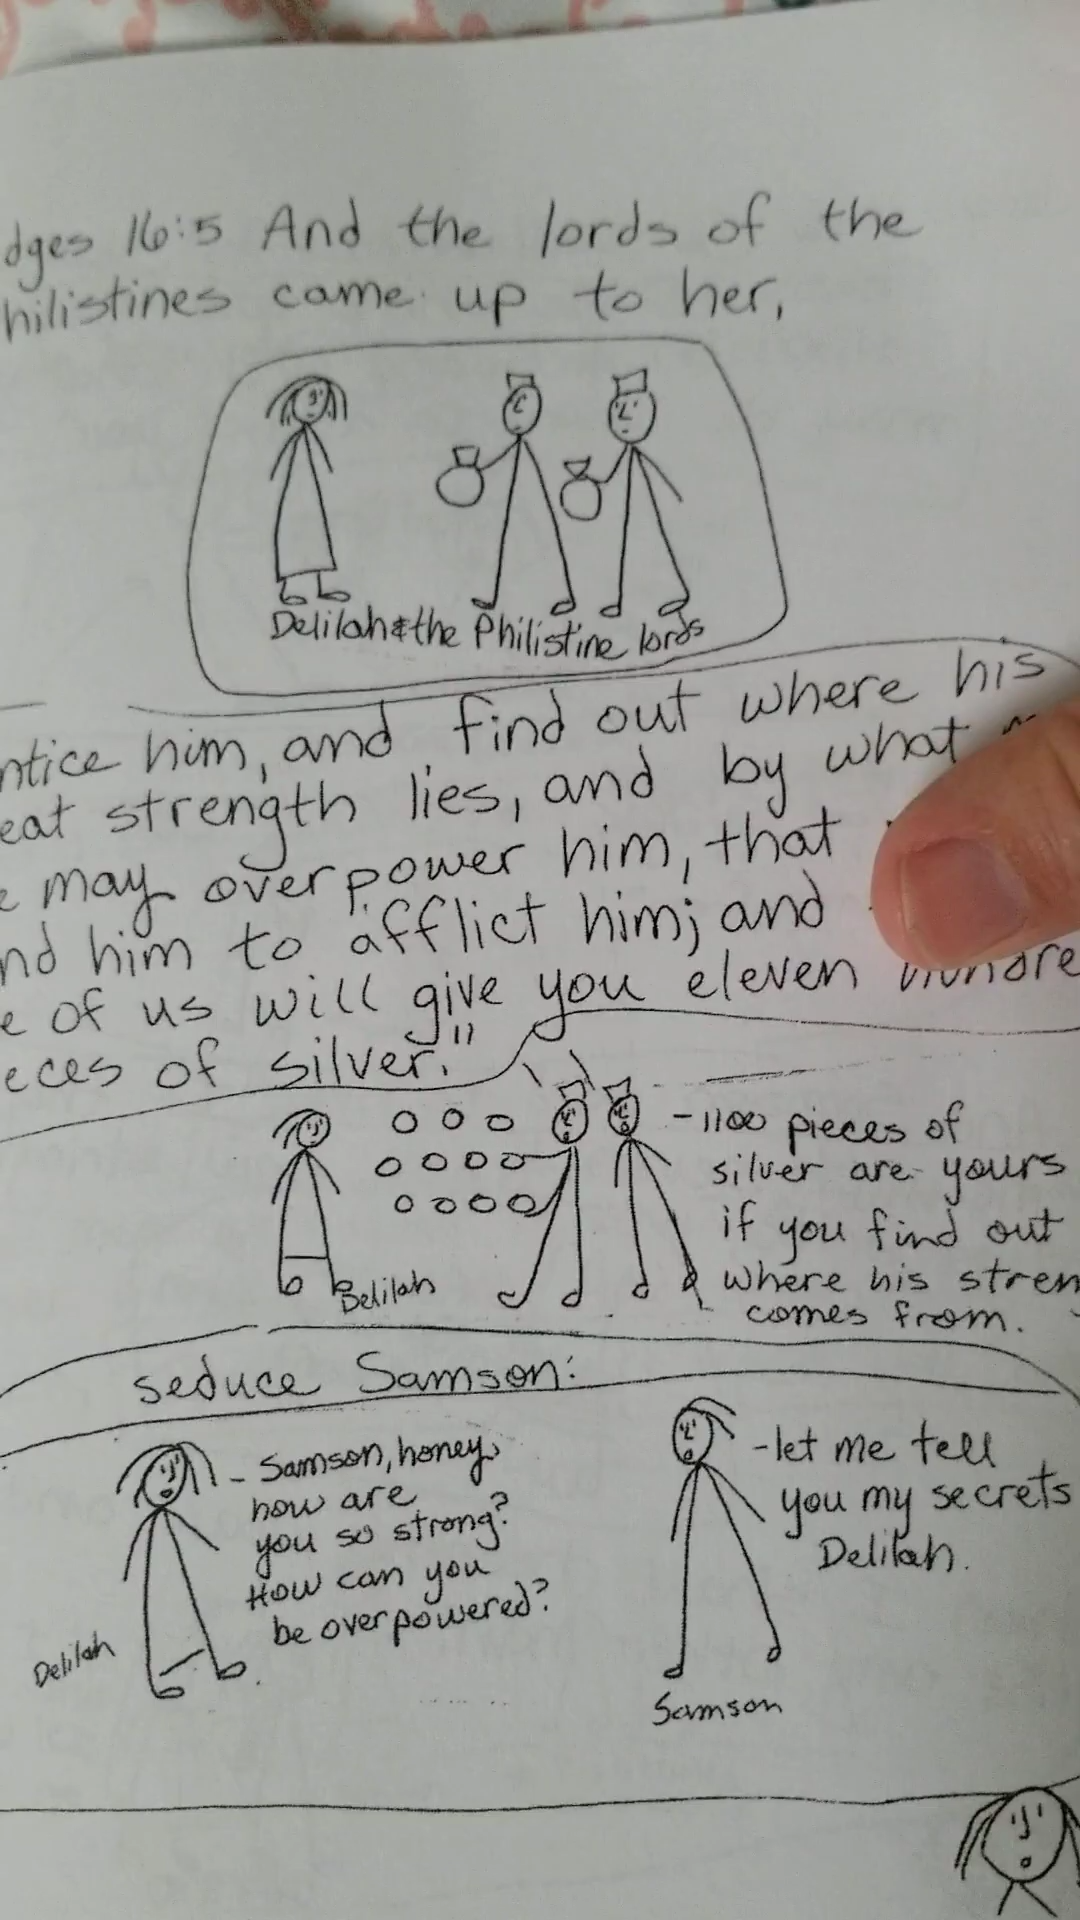 dges 16:5 And the lords of the
hilistines came up to her,
Delilah & the Philistine lords
ntice him, and find out where his
eat strength lies, and by what
e may overpower him, that
nd him to afflict him; and
e of us will give you eleven hundre
eces of silver."
-1100 pieces of
silver are yours
if you find out
where his stren
comes from.
Delilah
seduce Samson:
- Samson, honey,
how are
you so strong?
How can you
be overpowered?
Delilah
-let me tell
you my secrets
Delilah.
Samson